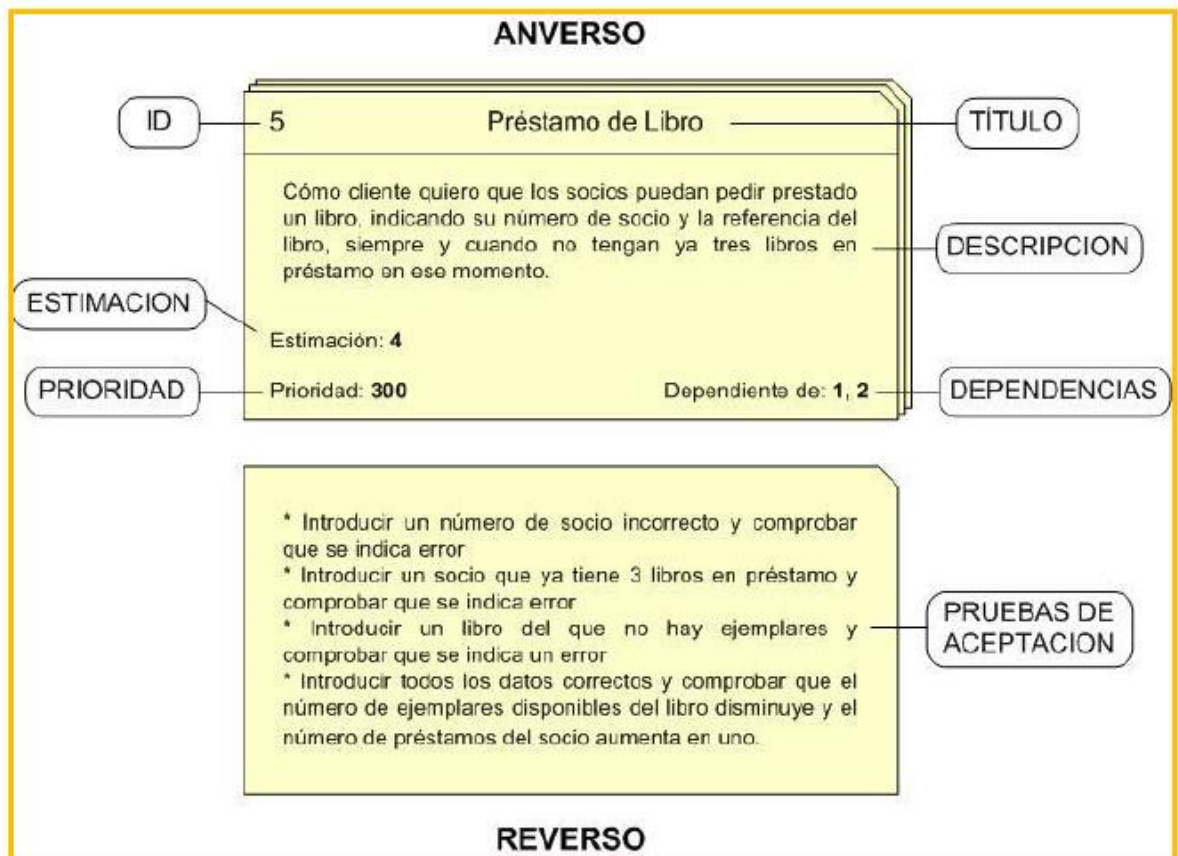 ANVERSO
ID
5
Préstamo de Libro
TÍTULO
Cómo cliente quiero que los socios puedan pedir prestado
un libro, indicando su número de socio y la referencia del
libro, siempre y cuando no tengan ya tres libros en
préstamo en ese momento.
DESCRIPCION
ESTIMACION
Estimación: 4
PRIORIDAD
Prioridad: 300
Dependiente de: 1, 2
DEPENDENCIAS
* Introducir un número de socio incorrecto y comprobar
que se indica error
* Introducir un socio que ya tiene 3 libros en préstamo y
comprobar que se indica error
* Introducir un libro del que no hay ejemplares y
comprobar que se indica un error
* Introducir todos los datos correctos y comprobar que el
número de ejemplares disponibles del libro disminuye y el
número de préstamos del socio aumenta en uno.
PRUEBAS DE
ACEPTACION
REVERSO